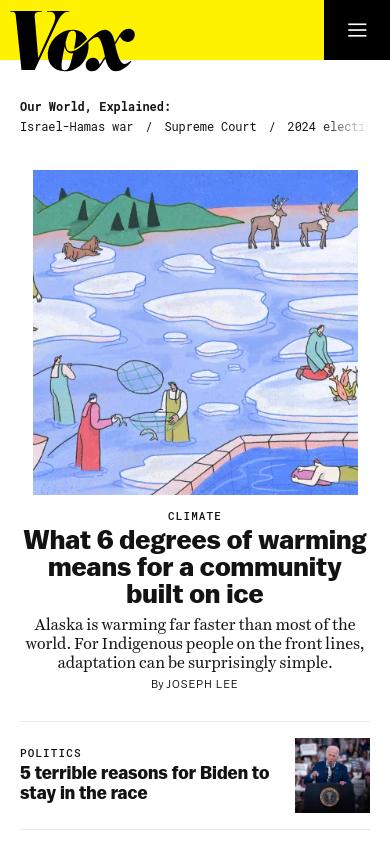 Vox
Our World, Explained:
Israel-Hamas war / Supreme Court / 2024 electi
CLIMATE
What 6 degrees of warming
means for a community
built on ice
Alaska is warming far faster than most of the
world. For Indigenous people on the front lines,
adaptation can be surprisingly simple.
By JOSEPH LEE
POLITICS
5 terrible reasons for Biden to
stay in the race